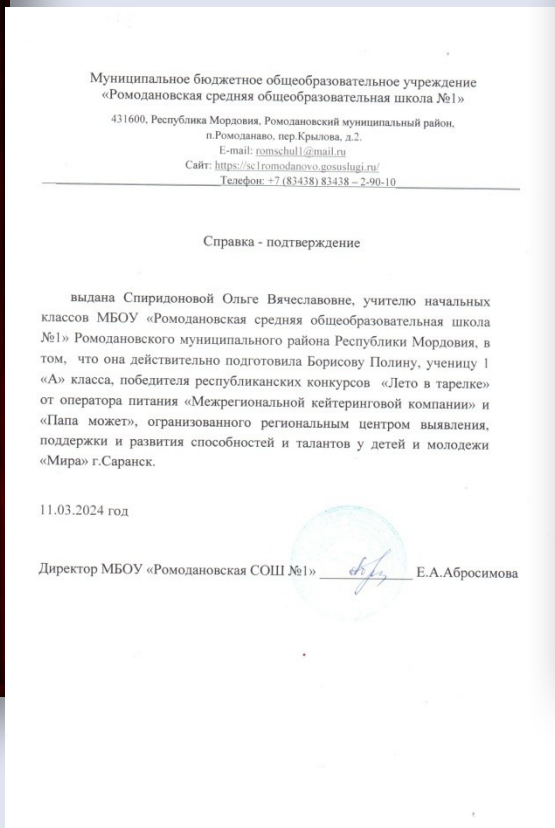 Муниципальное бюджетное общеобразовательное учреждение
«Ромодановская средняя общеобразовательная школа №1»
431600, Республика Мордовия, Ромодановский муниципальный район,
п.Ромоданаво, пер.Крылова, д.2.
E-mail: romschul1@mail.ru
Сайт: https://sc1romodanovo.gosuslugi.ru/
Телефон: +7 (83438) 83438 – 2-90-10
Справка - подтверждение
выдана Спиридоновой Ольге Вячеславовне, учителю начальных
классов МБОУ «Ромодановская средняя общеобразовательная школа
№1» Ромодановского муниципального района Республики Мордовия, в
том, что она действительно подготовила Борисову Полину, ученицу 1
«А» класса, победителя республиканских конкурсов «Лето в тарелке»
от оператора питания «Межрегиональной кейтеринговой компании» и
«Папа может», огранизованного региональным центром выявления,
поддержки и развития способностей и талантов у детей и молодежи
«Мира» г.Саранск.
11.03.2024 год
Директор МБОУ «Ромодановская СОШ №1» ____________ Е.А.Абросимова